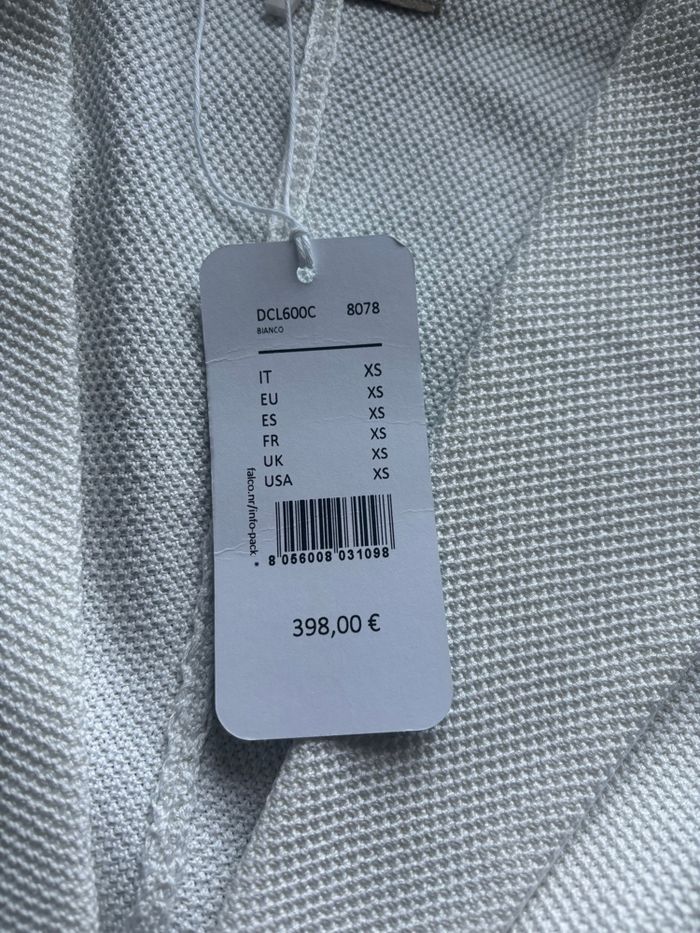 DCL600C 8078
BIANCO
IT XS
EU XS
ES XS
FR XS
UK XS
USA XS
falco.nr/info-pack
8 056008 031098
398,00 €